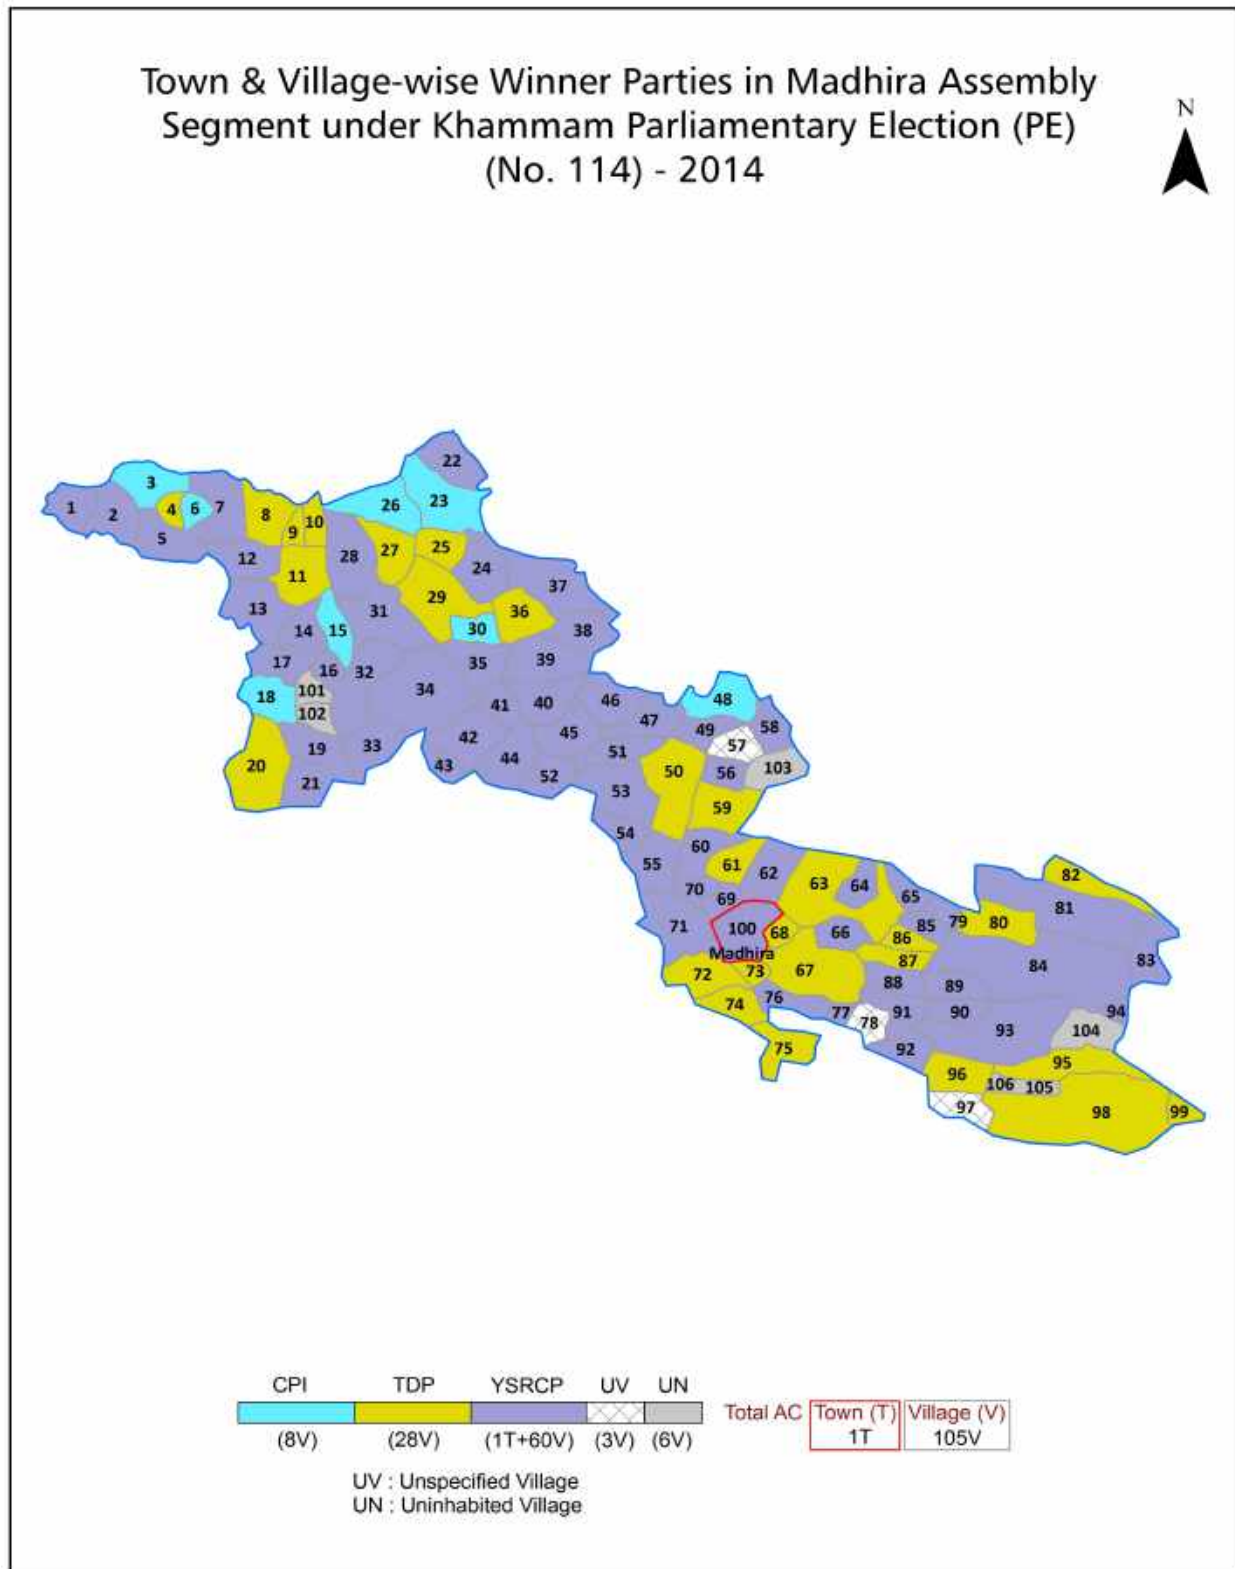 Town & Village-wise Winner Parties in Madhira Assembly
Segment under Khammam Parliamentary Election (PE)
(No. 114) - 2014
N
22
3
26 23
1 2 4 6 7 8 9 10
5 12 28 27 25
11 24 37
13 31 29 36
14 15 30 38
17 16 32 35 39
18 101 34
102 41 40 46 48
19 33 42 45 47 49 58
20 43 44 51 57
21 52 50 56 103
53 59
54 60
55 61 62 63 64 82
70 69 65 81
71 100 68 66 85 79 80
Madhira 86
72 73 67 87 84 83
74 76 88 89
77 78 91 90 93 104 94
75 92 95
96 106 105
97 98 99
CPI TDP YSRCP UV UN
(8V) (28V) (1T+60V) (3V) (6V)
Total AC Town (T) Village (V)
1T 105V
UV : Unspecified Village
UN : Uninhabited Village